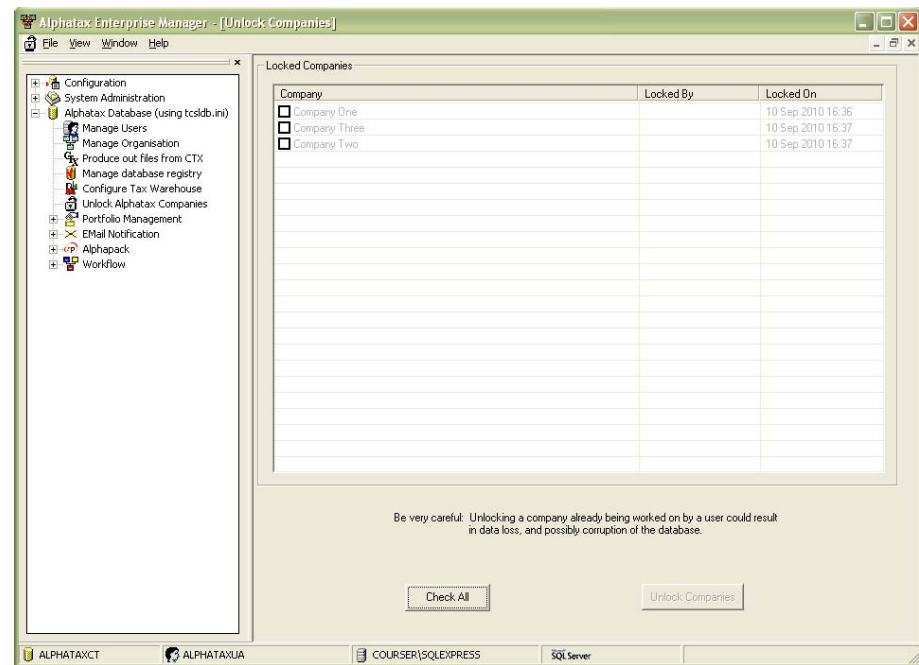 Alphatax Enterprise Manager - [Unlock Companies]
File View Window Help
Configuration
System Administration
Alphatax Database (using tcsldb.ini)
Manage Users
Manage Organisation
Produce out files from CTX
Manage database registry
Configure Tax Warehouse
Unlock Alphatax Companies
Portfolio Management
EMail Notification
Alphapack
Workflow
Locked Companies
Company Locked By Locked On
Company One 10 Sep 2010 16:36
Company Three 10 Sep 2010 16:37
Company Two 10 Sep 2010 16:37
Be very careful: Unlocking a company already being worked on by a user could result
in data loss, and possibly corruption of the database.
Check All Unlock Companies
ALPHATAXCT ALPHATAXUA COURSER\SQLEXPRESS SQL Server